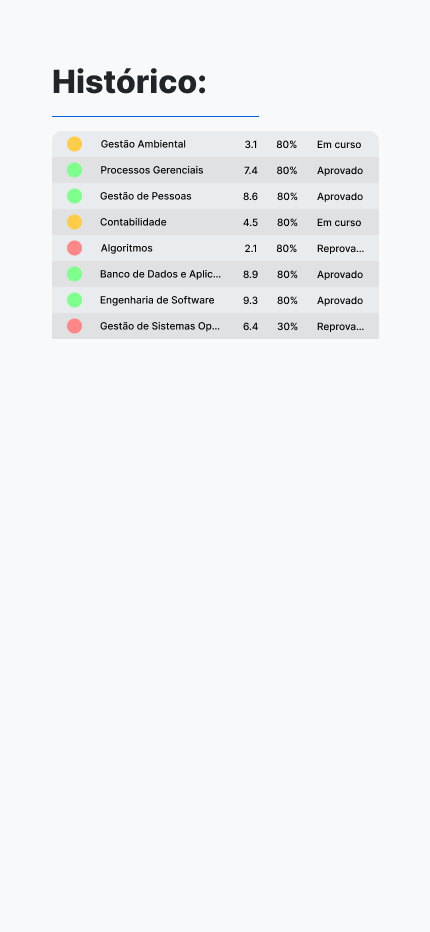 Histórico:
Gestão Ambiental 3.1 80% Em curso
Processos Gerenciais 7.4 80% Aprovado
Gestão de Pessoas 8.6 80% Aprovado
Contabilidade 4.5 80% Em curso
Algoritmos 2.1 80% Reprova...
Banco de Dados e Aplic... 8.9 80% Aprovado
Engenharia de Software 9.3 80% Aprovado
Gestão de Sistemas Op... 6.4 30% Reprova...